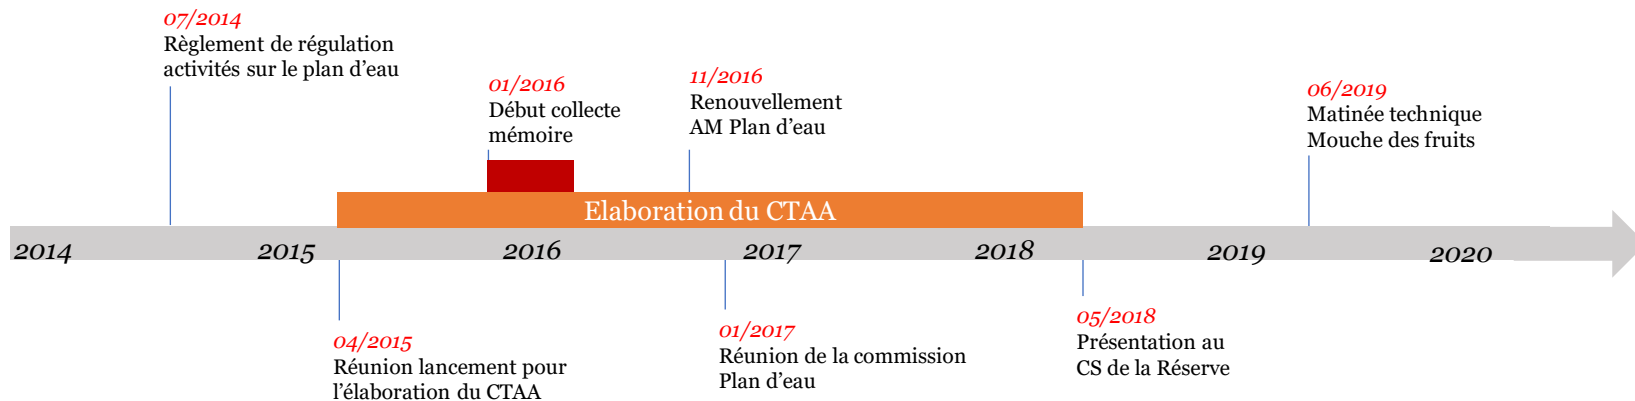 07/2014
Règlement de régulation
activités sur le plan d’eau
01/2016
Début collecte
mémoire
11/2016
Renouvellement
AM Plan d’eau
06/2019
Matinée technique
Mouche des fruits
Elaboration du CTAA
2014 2015 2016 2017 2018 2019 2020
04/2015
Réunion lancement pour
l’élaboration du CTAA
01/2017
Réunion de la commission
Plan d’eau
05/2018
Présentation au
CS de la Réserve